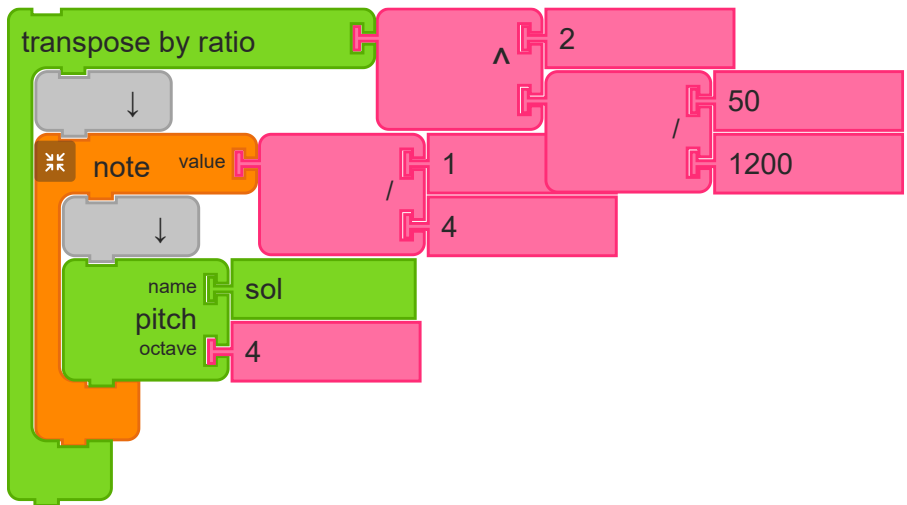 transpose by ratio ^ 2
↓ / 50
1200
note value / 1
4
↓
name sol
pitch
octave 4